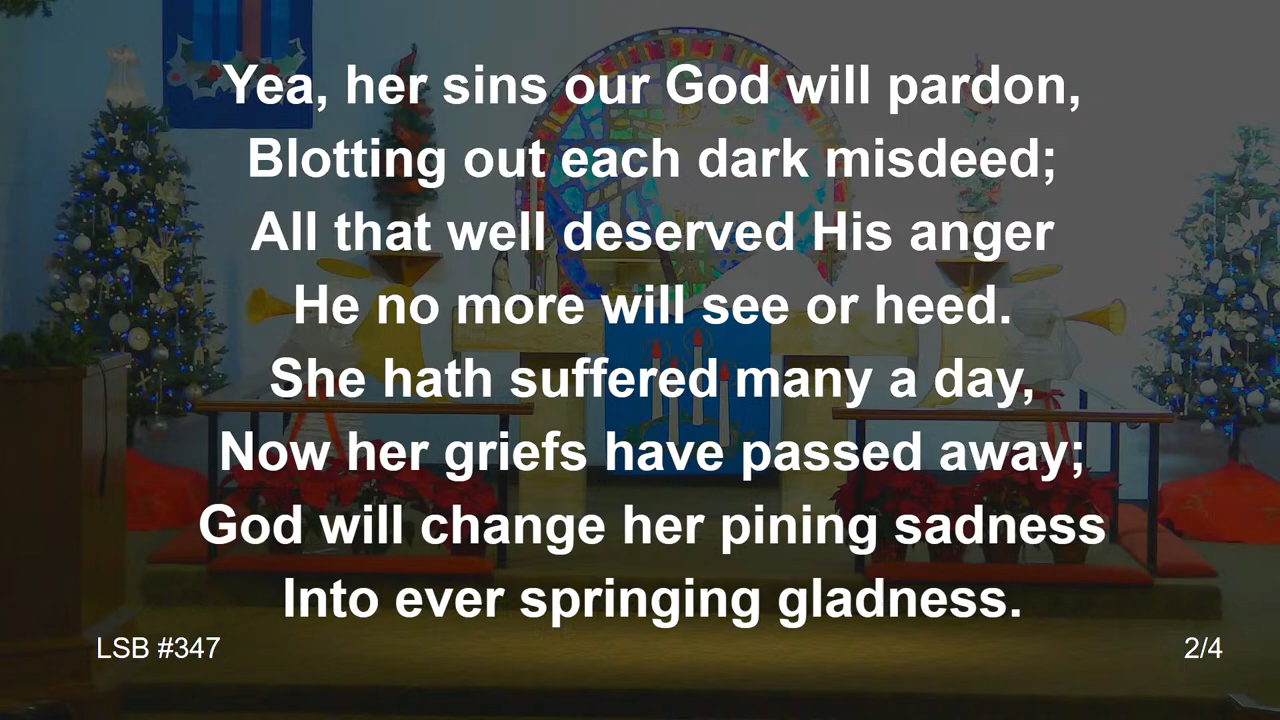 Yea, her sins our God will pardon,
Blotting out each dark misdeed;
All that well deserved His anger
He no more will see or heed.
She hath suffered many a day,
Now her griefs have passed away;
God will change her pining sadness
Into ever springing gladness.
LSB #347
2/4